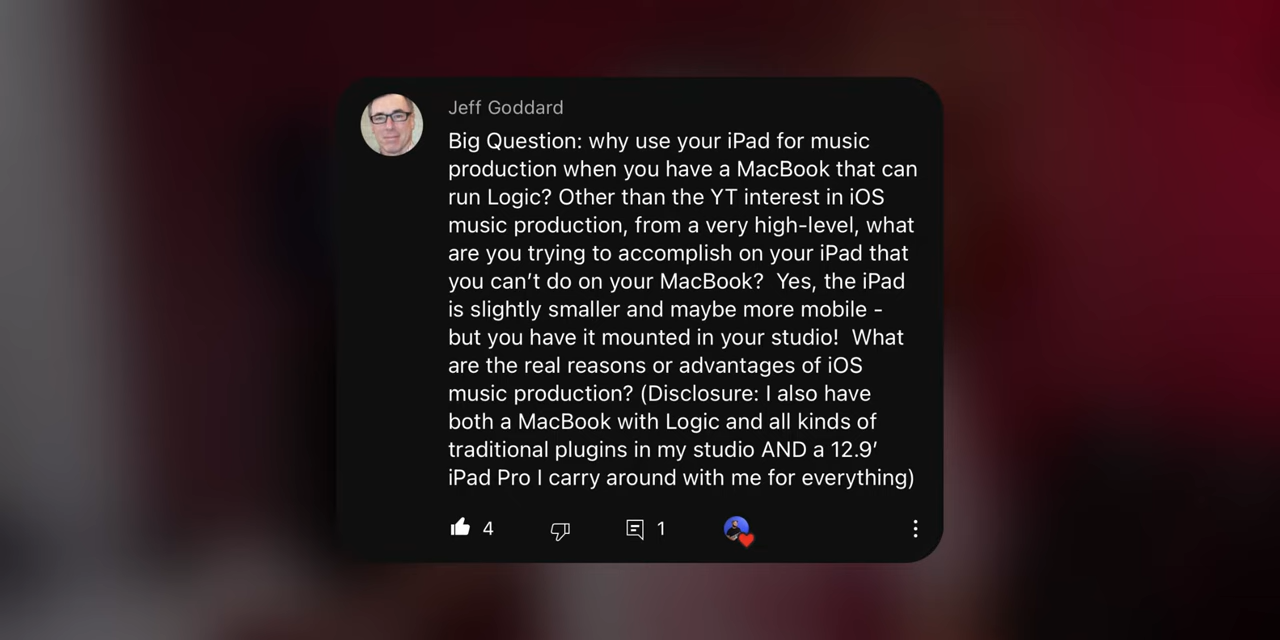 Jeff Goddard
Big Question: why use your iPad for music
production when you have a MacBook that can
run Logic? Other than the YT interest in iOS
music production, from a very high-level, what
are you trying to accomplish on your iPad that
you can’t do on your MacBook?  Yes, the iPad
is slightly smaller and maybe more mobile -
but you have it mounted in your studio!  What
are the real reasons or advantages of iOS
music production? (Disclosure: I also have
both a MacBook with Logic and all kinds of
traditional plugins in my studio AND a 12.9’
iPad Pro I carry around with me for everything)
4 1